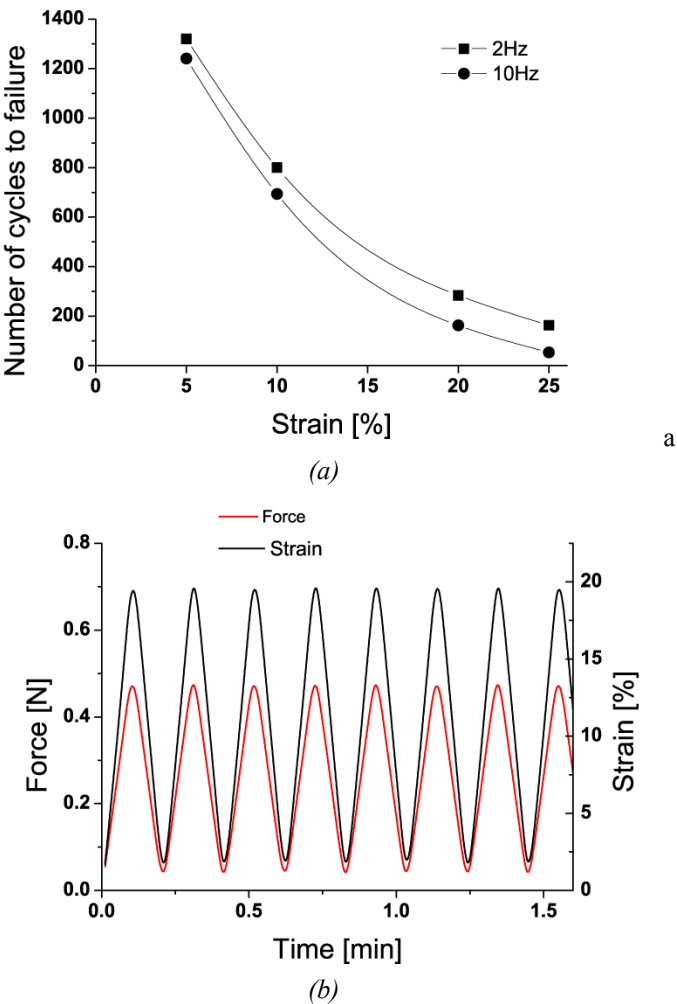 1400
1200
1000
800
600
400
200
0
Number of cycles to failure
2Hz
10Hz
0 5 10 15 20 25
Strain [%]
a
(a)
Force
Strain
0.8
0.6
0.4
0.2
0.0
Force [N]
20
15
10
5
0
Strain [%]
0.0 0.5 1.0 1.5
Time [min]
(b)